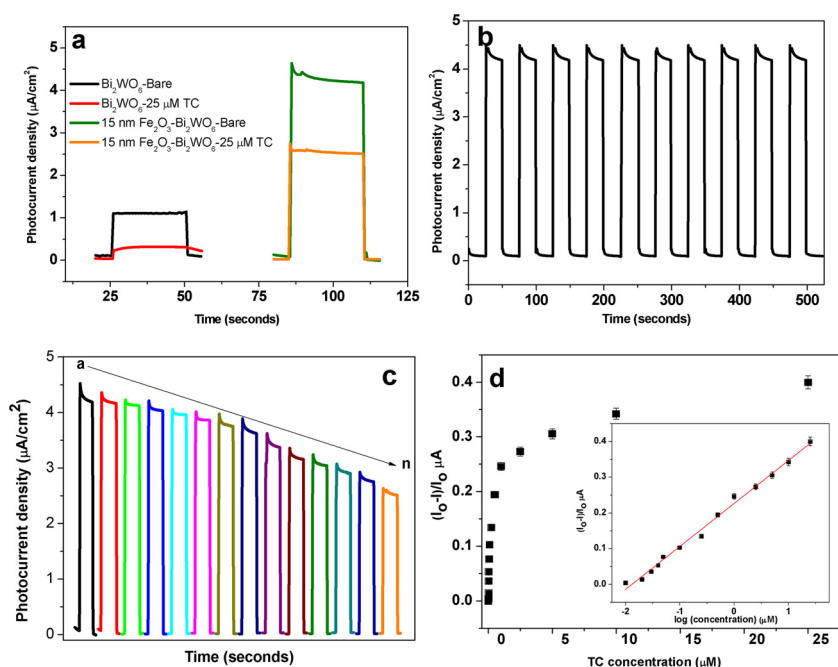 a
Photocurrent density (μA/cm²)
5
4
3
2
1
0
Bi₂WO₆-Bare
Bi₂WO₆-25 μM TC
15 nm Fe₂O₃-Bi₂WO₆-Bare
15 nm Fe₂O₃-Bi₂WO₆-25 μM TC
25 50 75 100 125
Time (seconds)
b
Photocurrent density (μA/cm²)
5
4
3
2
1
0
0 100 200 300 400 500
Time (seconds)
c
Photocurrent density (μA/cm²)
5
4
3
2
1
0
a
n
Time (seconds)
d
(I₀-I)/I₀ μA
0.4
0.3
0.2
0.1
0.0
0 5 10 15 20 25
TC concentration (μM)
(I₀-I)/I₀ μA
0.4
0.3
0.2
0.1
0.0
-2 -1 0 1
log (concentration) (μM)